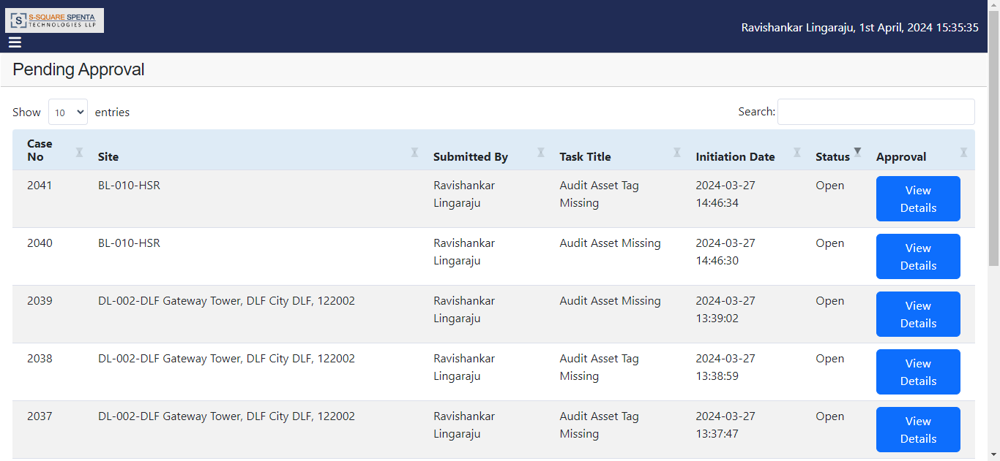 S S-SQUARE SPENTA
TECHNOLOGIES LLP
Ravishankar Lingaraju, 1st April, 2024 15:35:35
Pending Approval
Show 10 entries
Search:
Case No Site Submitted By Task Title Initiation Date Status Approval
2041 BL-010-HSR Ravishankar Lingaraju Audit Asset Tag Missing 2024-03-27 14:46:34 Open View Details
2040 BL-010-HSR Ravishankar Lingaraju Audit Asset Missing 2024-03-27 14:46:30 Open View Details
2039 DL-002-DLF Gateway Tower, DLF City DLF, 122002 Ravishankar Lingaraju Audit Asset Missing 2024-03-27 13:39:02 Open View Details
2038 DL-002-DLF Gateway Tower, DLF City DLF, 122002 Ravishankar Lingaraju Audit Asset Tag Missing 2024-03-27 13:38:59 Open View Details
2037 DL-002-DLF Gateway Tower, DLF City DLF, 122002 Ravishankar Lingaraju Audit Asset Tag Missing 2024-03-27 13:37:47 Open View Details